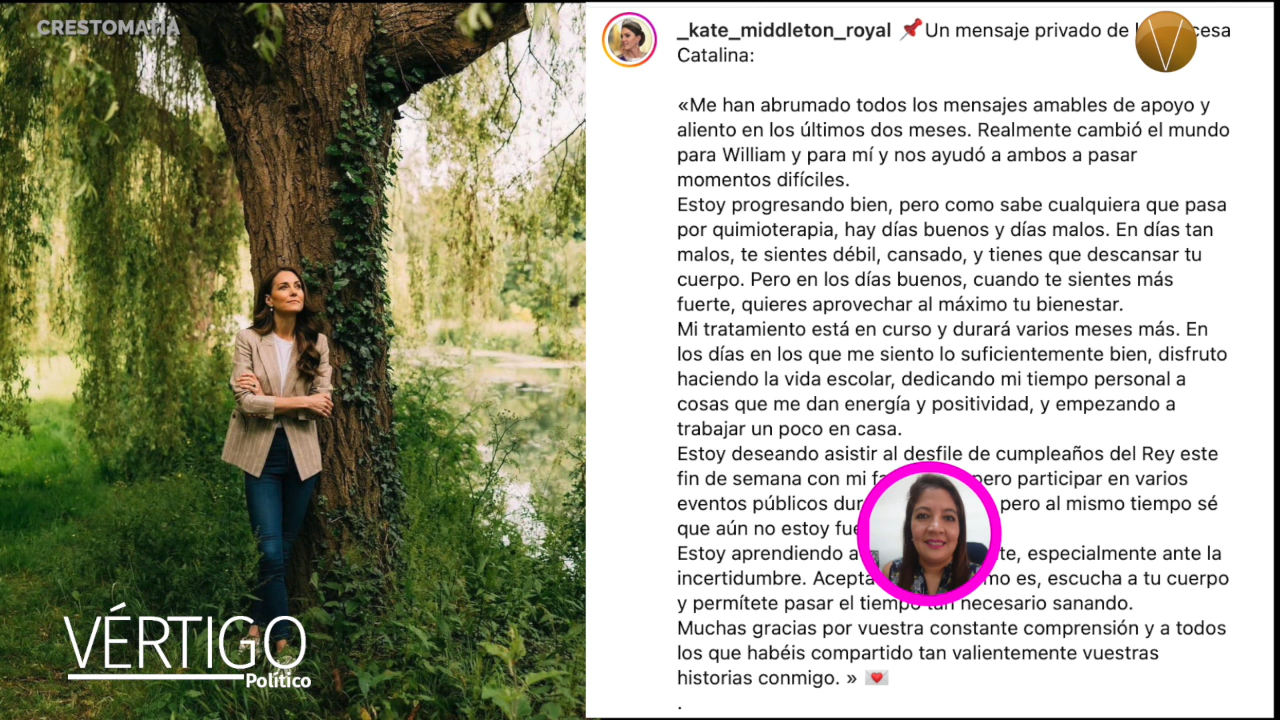 CRESTOMATÍA
VÉRTIGO
Político
_kate_middleton_royal 📌Un mensaje privado de cesa
Catalina:
«Me han abrumado todos los mensajes amables de apoyo y
aliento en los últimos dos meses. Realmente cambió el mundo
para William y para mí y nos ayudó a ambos a pasar
momentos difíciles.
Estoy progresando bien, pero como sabe cualquiera que pasa
por quimioterapia, hay días buenos y días malos. En días tan
malos, te sientes débil, cansado, y tienes que descansar tu
cuerpo. Pero en los días buenos, cuando te sientes más
fuerte, quieres aprovechar al máximo tu bienestar.
Mi tratamiento está en curso y durará varios meses más. En
los días en los que me siento lo suficientemente bien, disfruto
haciendo la vida escolar, dedicando mi tiempo personal a
cosas que me dan energía y positividad, y empezando a
trabajar un poco en casa.
Estoy deseando asistir al desfile de cumpleaños del Rey este
fin de semana con mi fa pero participar en varios
eventos públicos dur pero al mismo tiempo sé
que aún no estoy fue
Estoy aprendiendo a te, especialmente ante la
incertidumbre. Acepta mo es, escucha a tu cuerpo
y permítete pasar el tiempo tan necesario sanando.
Muchas gracias por vuestra constante comprensión y a todos
los que habéis compartido tan valientemente vuestras
historias conmigo. » 💌
.